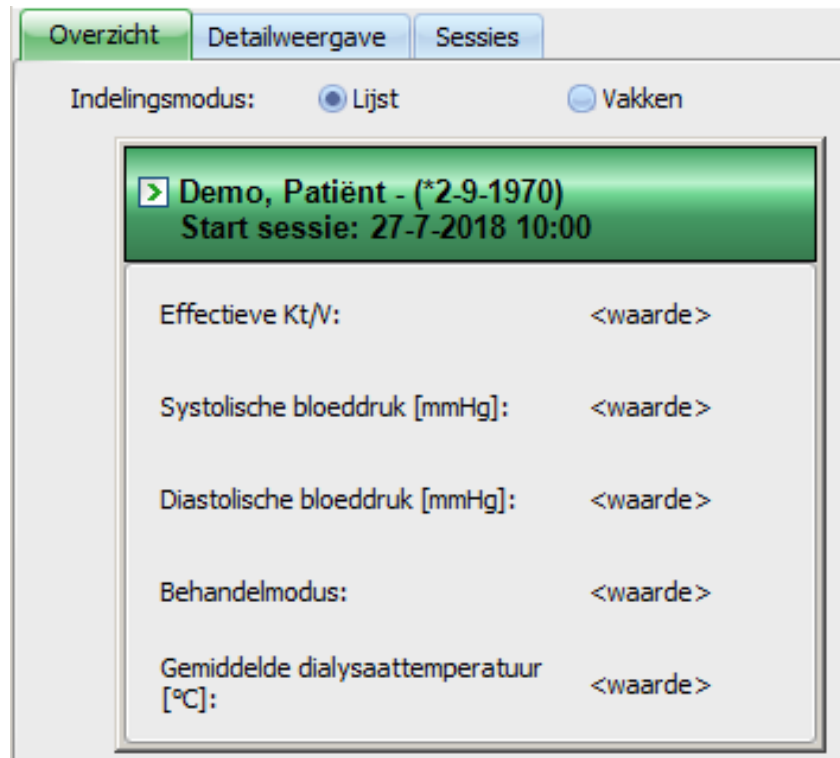 Overzicht Detailweergave Sessies
Indelingsmodus: Lijst Vakken
Demo, Patiënt - (*2-9-1970)
Start sessie: 27-7-2018 10:00
Effectieve Kt/V: <waarde>
Systolische bloeddruk [mmHg]: <waarde>
Diastolische bloeddruk [mmHg]: <waarde>
Behandelmodus: <waarde>
Gemiddelde dialysaattemperatuur
[°C]: <waarde>